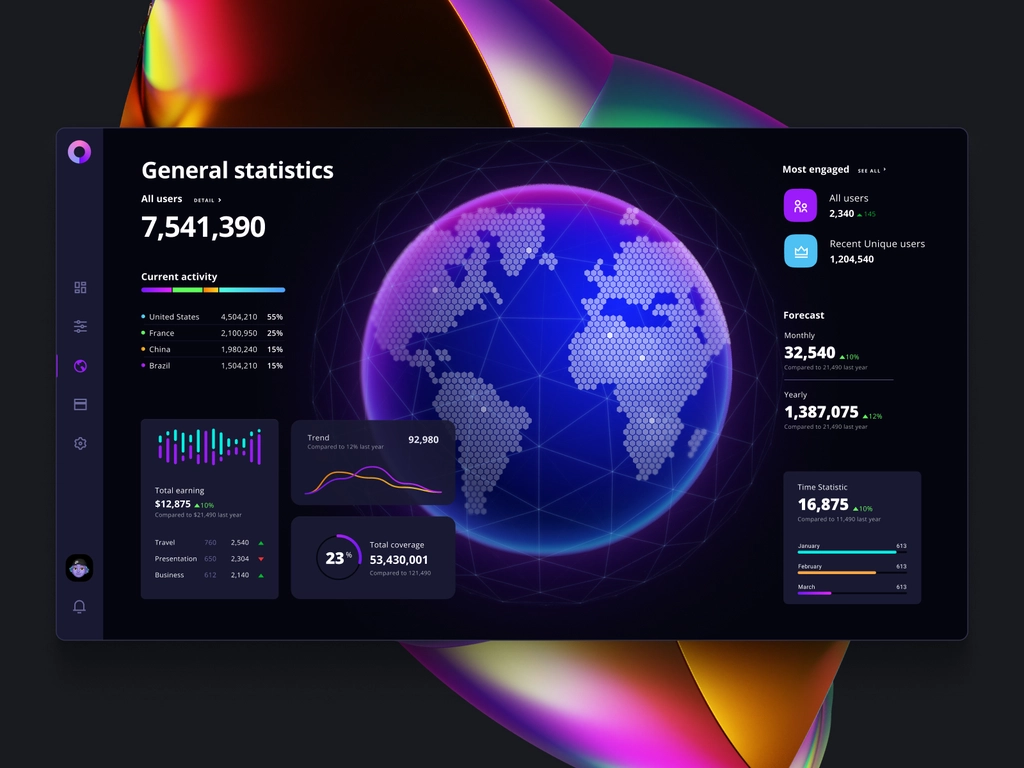 General statistics
All users DETAIL >
7,541,390
Current activity
United States 4,504,210 55%
France 2,100,950 25%
China 1,980,240 15%
Brazil 1,504,210 15%
Total earning
$12,875 ▲10%
Compared to $21,490 last year
Travel 760 2,540 ▲
Presentation 650 2,304 ▼
Business 612 2,140 ▲
Trend 92,980
Compared to 12% last year
23%
Total coverage
53,430,001
Compared to 121,490
Most engaged SEE ALL >
All users
2,340 ▲145
Recent Unique users
1,204,540
Forecast
Monthly
32,540 ▲10%
Compared to 21,490 last year
Yearly
1,387,075 ▲12%
Compared to 21,490 last year
Time Statistic
16,875 ▲10%
Compared to 11,490 last year
January 613
February 613
March 613